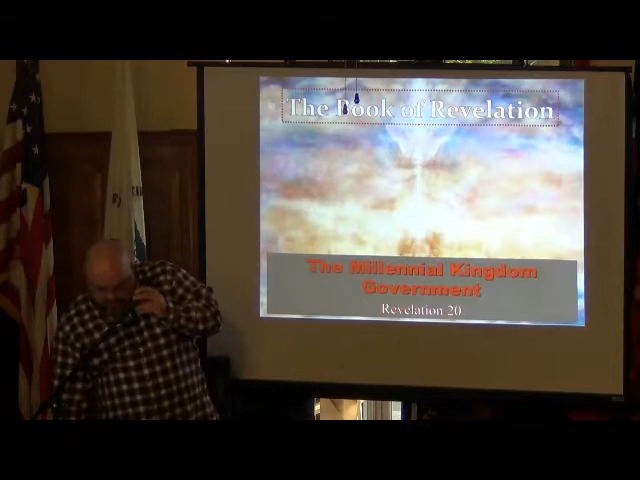 The Book of Revelation
The Millennial Kingdom
Government
Revelation 20